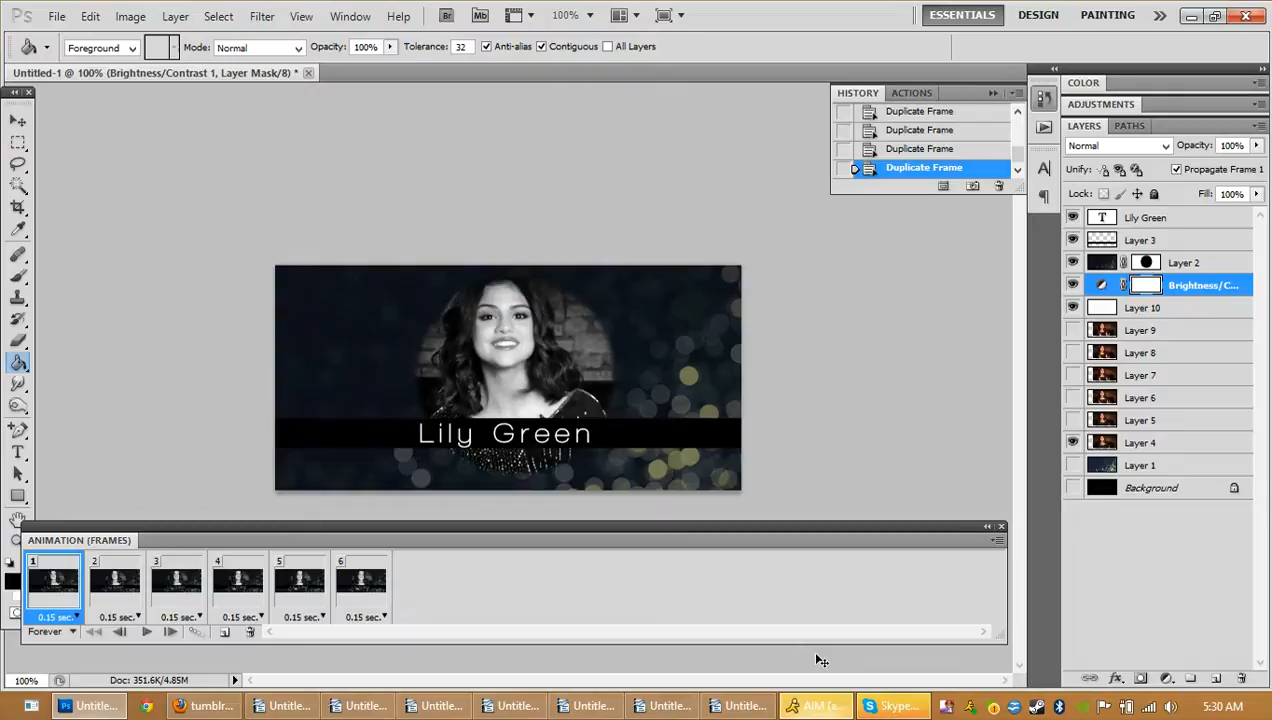 Ps File Edit Image Layer Select Filter View Window Help Br Mb 100% ESSENTIALS DESIGN PAINTING
Foreground Mode: Normal Opacity: 100% Tolerance: 32 Anti-alias Contiguous All Layers
Untitled-1 @ 100% (Brightness/Contrast 1, Layer Mask/8) *
HISTORY ACTIONS
Duplicate Frame
Duplicate Frame
Duplicate Frame
Duplicate Frame
COLOR
ADJUSTMENTS
LAYERS PATHS
Normal Opacity: 100%
Unify: Propagate Frame 1
Lock: Fill: 100%
T Lily Green
Layer 3
Layer 2
Brightness/C...
Layer 10
Layer 9
Layer 8
Layer 7
Layer 6
Layer 5
Layer 4
Layer 1
Background
Lily Green
ANIMATION (FRAMES)
1 2 3 4 5 6
0.15 sec. 0.15 sec. 0.15 sec. 0.15 sec. 0.15 sec. 0.15 sec.
Forever
100% Doc: 351.6K/4.85M
Ps Untitle... tumblr... Untitle... Untitle... Untitle... Untitle... Untitle... Untitle... Untitle... AIM (a... Skype... 5:30 AM